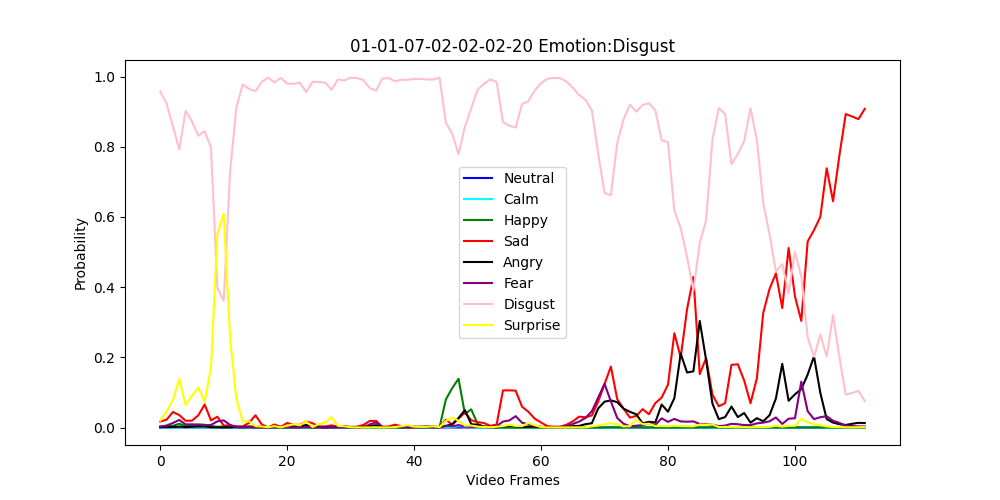 01-01-07-02-02-02-20 Emotion:Disgust
Probability
1.0
0.8
0.6
0.4
0.2
0.0
Neutral
Calm
Happy
Sad
Angry
Fear
Disgust
Surprise
0 20 40 60 80 100
Video Frames